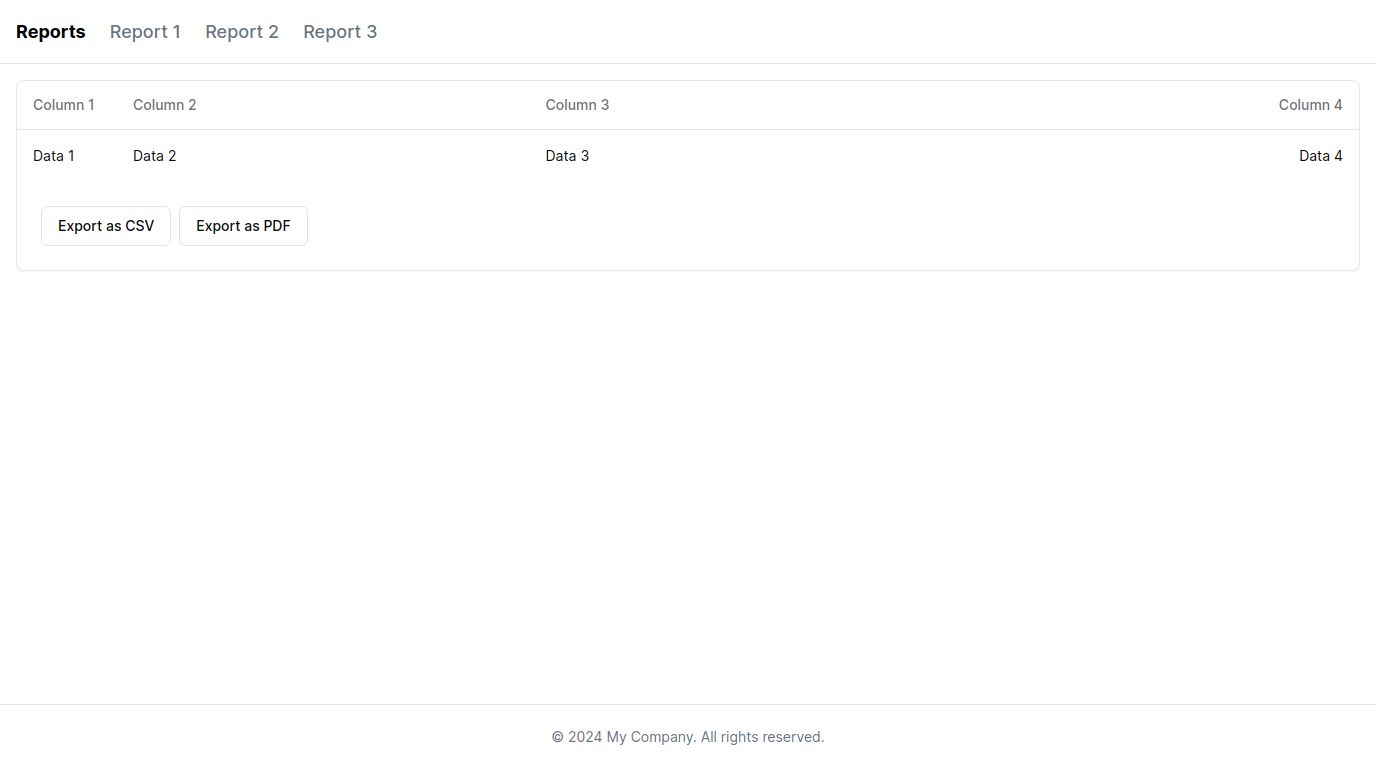 Reports Report 1 Report 2 Report 3
Column 1 Column 2 Column 3 Column 4
Data 1 Data 2 Data 3 Data 4
Export as CSV Export as PDF
© 2024 My Company. All rights reserved.